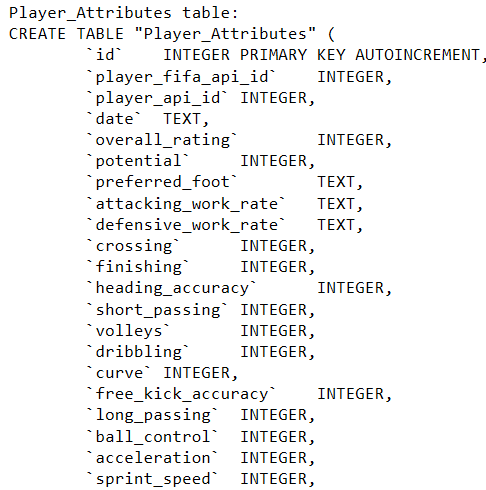 Player_Attributes table:
CREATE TABLE "Player_Attributes" (
        `id`    INTEGER PRIMARY KEY AUTOINCREMENT,
        `player_fifa_api_id`    INTEGER,
        `player_api_id` INTEGER,
        `date`  TEXT,
        `overall_rating`        INTEGER,
        `potential`     INTEGER,
        `preferred_foot`        TEXT,
        `attacking_work_rate`   TEXT,
        `defensive_work_rate`   TEXT,
        `crossing`      INTEGER,
        `finishing`     INTEGER,
        `heading_accuracy`      INTEGER,
        `short_passing` INTEGER,
        `volleys`       INTEGER,
        `dribbling`     INTEGER,
        `curve` INTEGER,
        `free_kick_accuracy`    INTEGER,
        `long_passing`  INTEGER,
        `ball_control`  INTEGER,
        `acceleration`  INTEGER,
        `sprint_speed`  INTEGER,